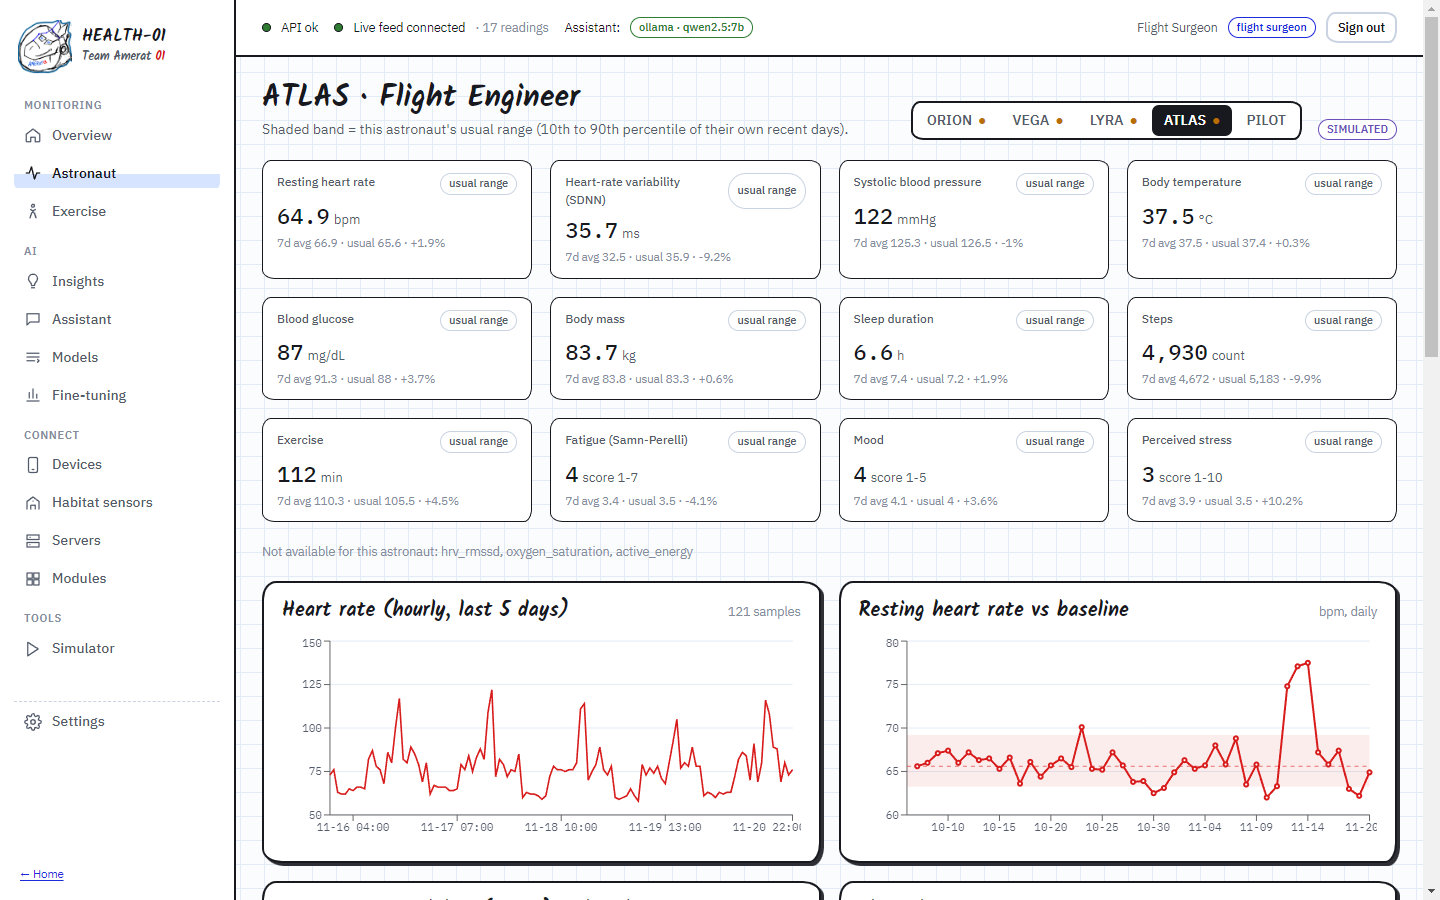 HEALTH-01
Team Amerat 01
MONITORING
Overview
Astronaut
Exercise
AI
Insights
Assistant
Models
Fine-tuning
CONNECT
Devices
Habitat sensors
Servers
Modules
TOOLS
Simulator
Settings
← Home
API ok Live feed connected · 17 readings Assistant: ollama · qwen2.5:7b Flight Surgeon flight surgeon Sign out
ATLAS · Flight Engineer
Shaded band = this astronaut's usual range (10th to 90th percentile of their own recent days).
ORION VEGA LYRA ATLAS PILOT SIMULATED
Resting heart rate usual range
64.9 bpm
7d avg 66.9 · usual 65.6 · +1.9%
Heart-rate variability (SDNN) usual range
35.7 ms
7d avg 32.5 · usual 35.9 · -9.2%
Systolic blood pressure usual range
122 mmHg
7d avg 125.3 · usual 126.5 · -1%
Body temperature usual range
37.5 °C
7d avg 37.5 · usual 37.4 · +0.3%
Blood glucose usual range
87 mg/dL
7d avg 91.3 · usual 88 · +3.7%
Body mass usual range
83.7 kg
7d avg 83.8 · usual 83.3 · +0.6%
Sleep duration usual range
6.6 h
7d avg 7.4 · usual 7.2 · +1.9%
Steps usual range
4,930 count
7d avg 4,672 · usual 5,183 · -9.9%
Exercise usual range
112 min
7d avg 110.3 · usual 105.5 · +4.5%
Fatigue (Samn-Perelli) usual range
4 score 1-7
7d avg 3.4 · usual 3.5 · -4.1%
Mood usual range
4 score 1-5
7d avg 4.1 · usual 4 · +3.6%
Perceived stress usual range
3 score 1-10
7d avg 3.9 · usual 3.5 · +10.2%
Not available for this astronaut: hrv_rmssd, oxygen_saturation, active_energy
Heart rate (hourly, last 5 days) 121 samples
150
125
100
75
50
11-16 04:00 11-17 07:00 11-18 10:00 11-19 13:00 11-20 22:00
Resting heart rate vs baseline bpm, daily
80
75
70
65
60
10-10 10-15 10-20 10-25 10-30 11-04 11-09 11-14 11-20